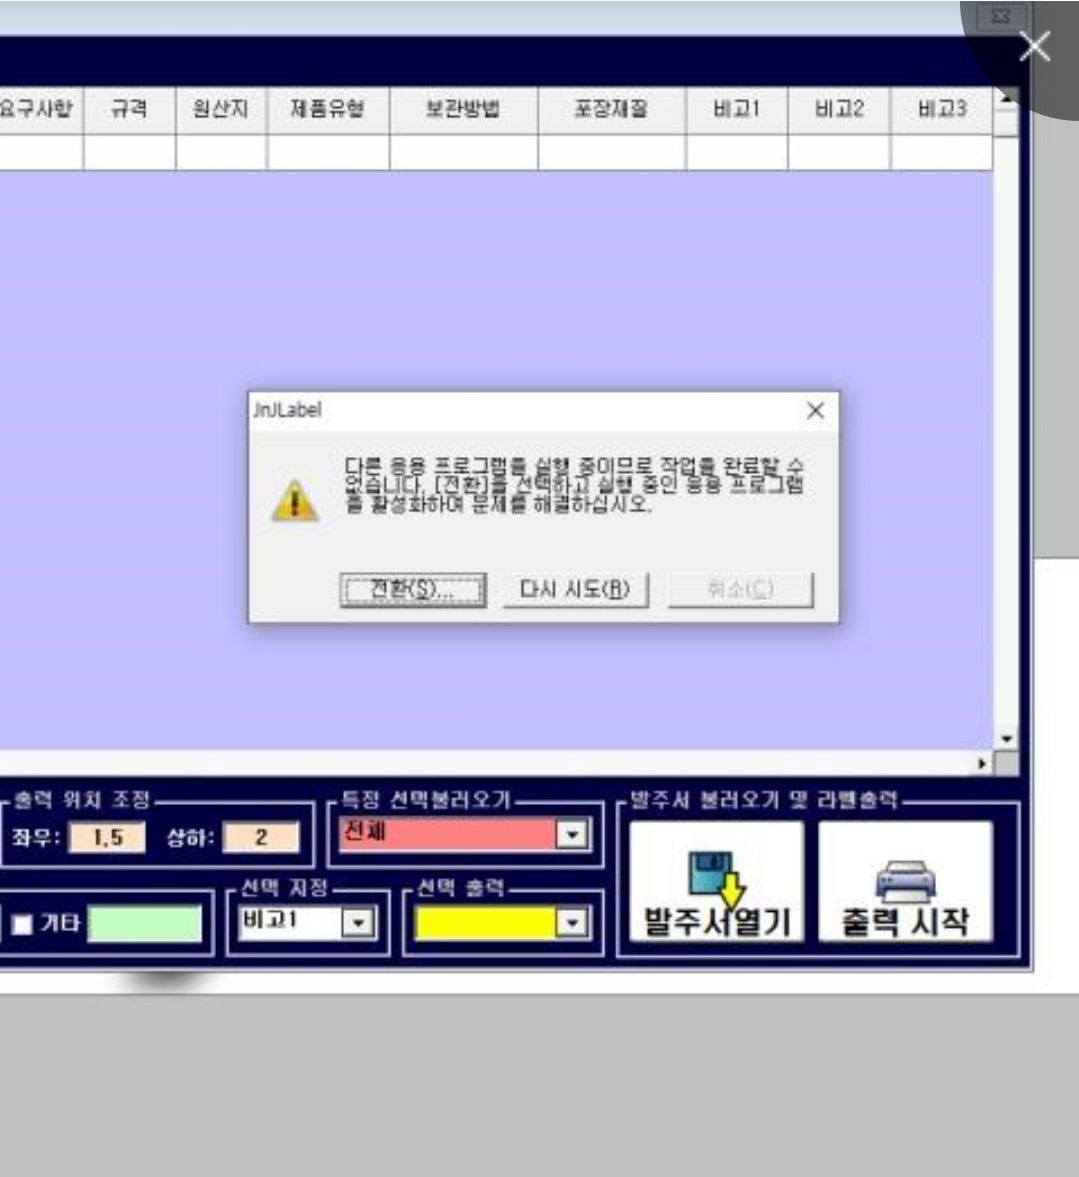 요구사항 규격 원산지 제품유형 보관방법 포장재질 비고1 비고2 비고3
JnJLabel
다른 응용 프로그램을 실행 중이므로 작업을 완료할 수
없습니다. [전환]을 선택하고 실행 중인 응용 프로그램
을 활성화하여 문제를 해결하십시오.
전환(S)... 다시 시도(R) 취소(C)
출력 위치 조정 특정 선택불러오기 발주서 불러오기 및 라벨출력
좌우: 1.5 상하: 2 전체
선택 지정 선택 출력
기타 비고1 발주서열기 출력 시작